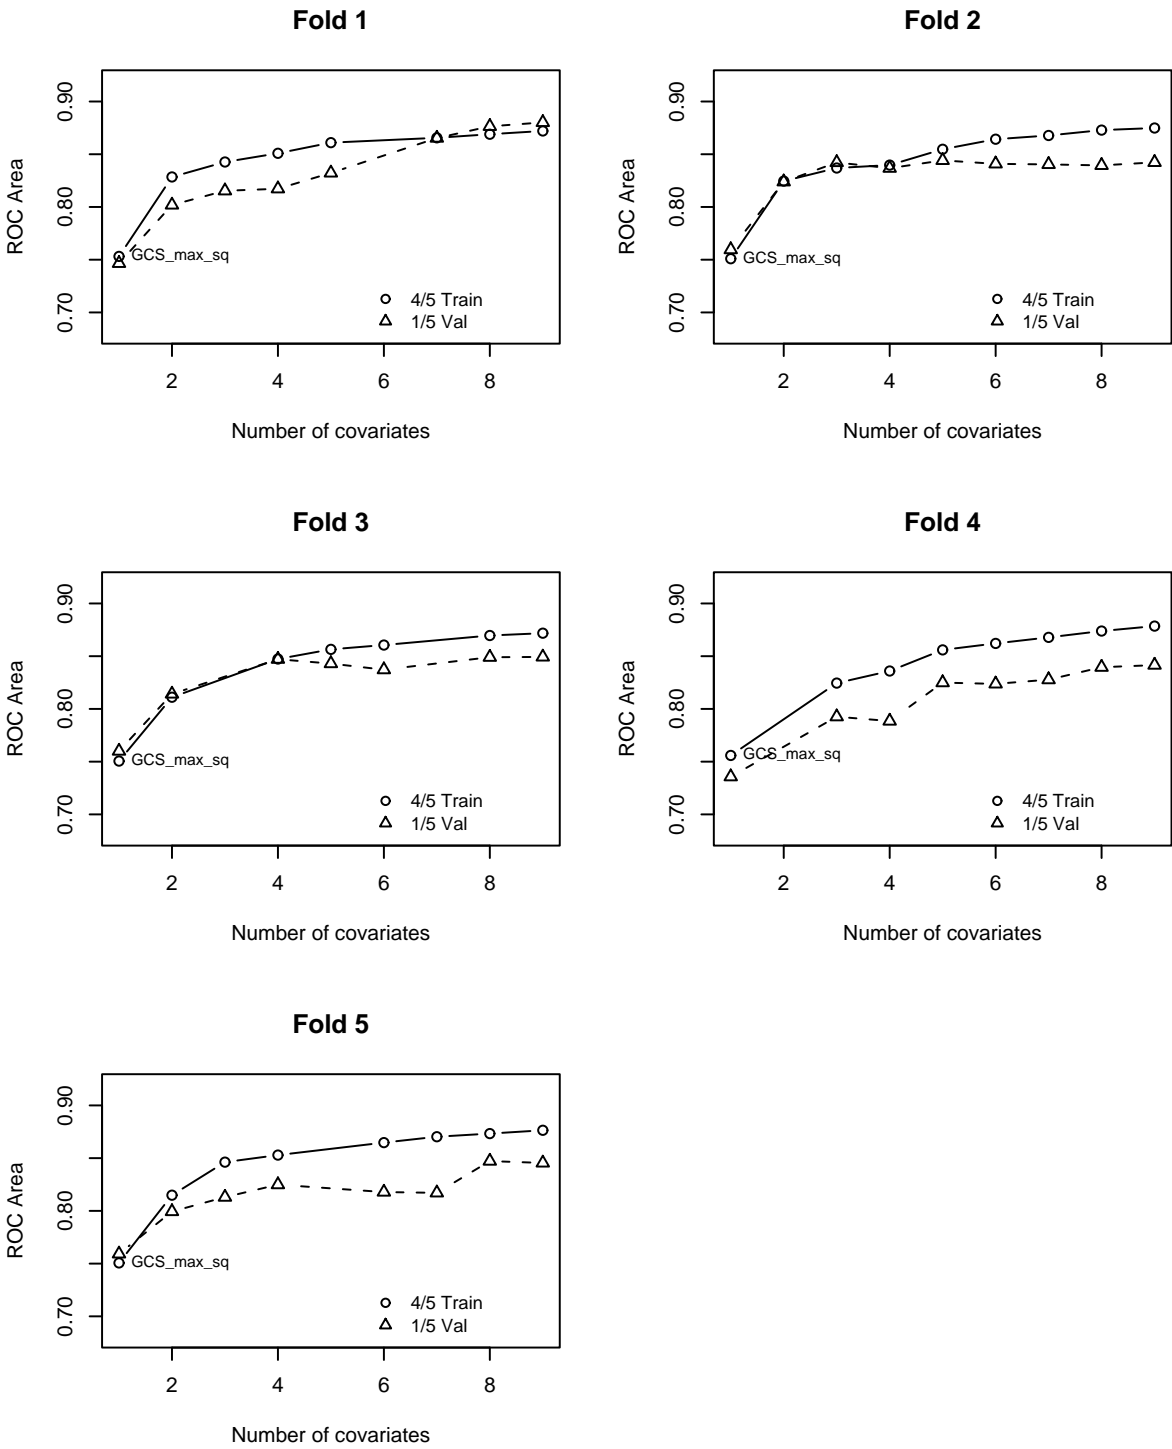 Fold 1
ROC Area
0.90
0.80
0.70
GCS_max_sq
4/5 Train
1/5 Val
2 4 6 8
Number of covariates
Fold 2
ROC Area
0.90
0.80
0.70
GCS_max_sq
4/5 Train
1/5 Val
2 4 6 8
Number of covariates
Fold 3
ROC Area
0.90
0.80
0.70
GCS_max_sq
4/5 Train
1/5 Val
2 4 6 8
Number of covariates
Fold 4
ROC Area
0.90
0.80
0.70
GCS_max_sq
4/5 Train
1/5 Val
2 4 6 8
Number of covariates
Fold 5
ROC Area
0.90
0.80
0.70
GCS_max_sq
4/5 Train
1/5 Val
2 4 6 8
Number of covariates